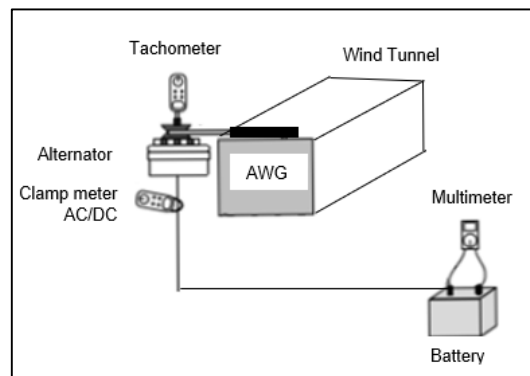 Tachometer
Wind Tunnel
Alternator
AWG
Clamp meter
AC/DC
Multimeter
Battery